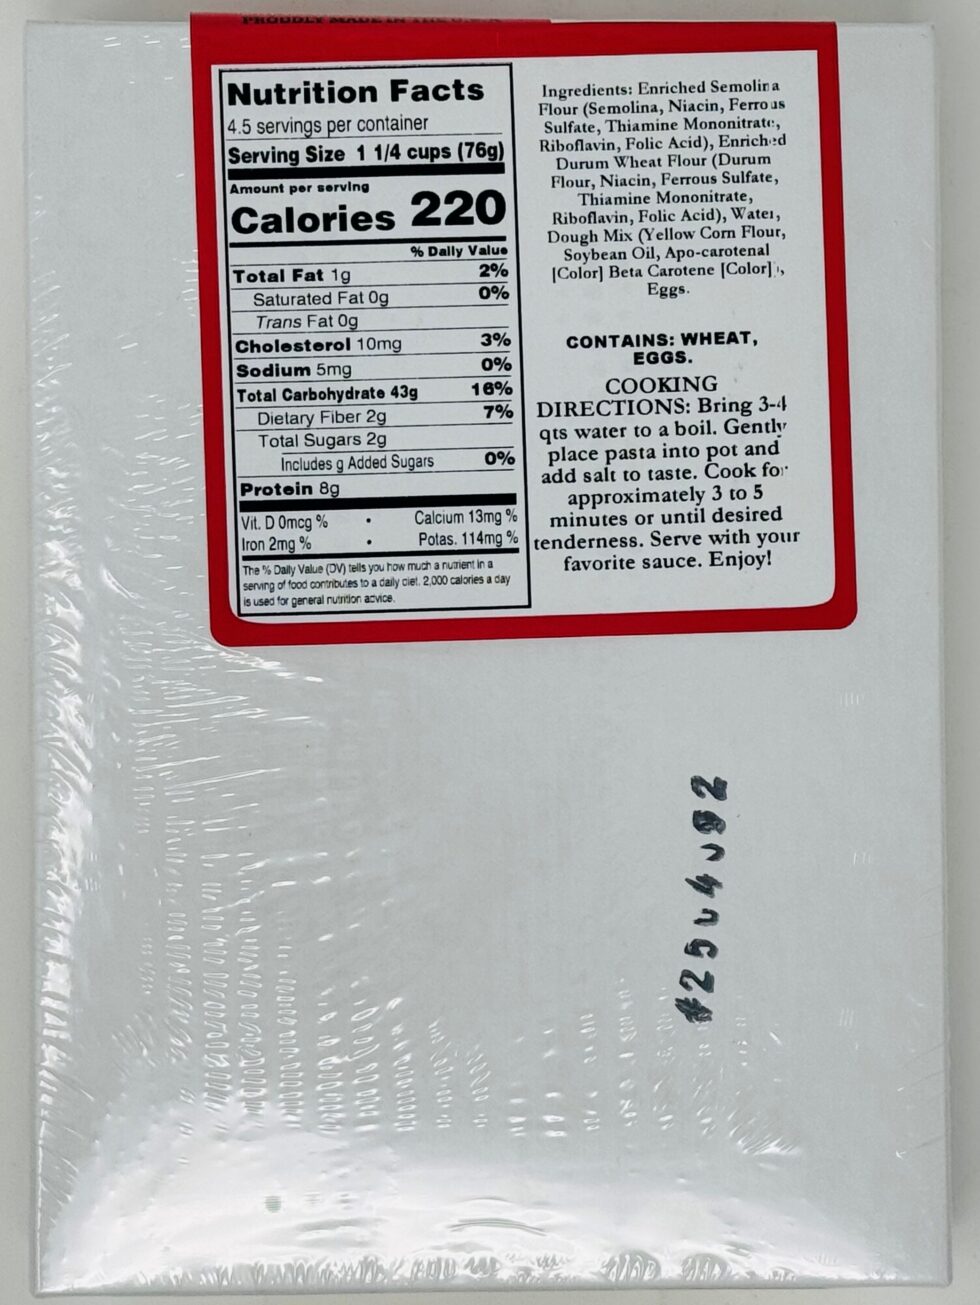 PROUDLY MADE IN THE U.S.A
Nutrition Facts
4.5 servings per container
Serving Size 1 1/4 cups (76g)
Amount per serving
Calories 220
% Daily Value
Total Fat 1g 2%
Saturated Fat 0g 0%
Trans Fat 0g
Cholesterol 10mg 3%
Sodium 5mg 0%
Total Carbohydrate 43g 16%
Dietary Fiber 2g 7%
Total Sugars 2g
Includes g Added Sugars 0%
Protein 8g
Vit. D 0mcg % • Calcium 13mg %
Iron 2mg % • Potas. 114mg %
The % Daily Value (DV) tells you how much a nutrient in a
serving of food contributes to a daily diet. 2,000 calories a day
is used for general nutrition advice.
Ingredients: Enriched Semolina
Flour (Semolina, Niacin, Ferrous
Sulfate, Thiamine Mononitrate,
Riboflavin, Folic Acid), Enriched
Durum Wheat Flour (Durum
Flour, Niacin, Ferrous Sulfate,
Thiamine Mononitrate,
Riboflavin, Folic Acid), Water,
Dough Mix (Yellow Corn Flour,
Soybean Oil, Apo-carotenal
[Color] Beta Carotene [Color]),
Eggs.
CONTAINS: WHEAT,
EGGS.
COOKING
DIRECTIONS: Bring 3-4
qts water to a boil. Gently
place pasta into pot and
add salt to taste. Cook for
approximately 3 to 5
minutes or until desired
tenderness. Serve with your
favorite sauce. Enjoy!